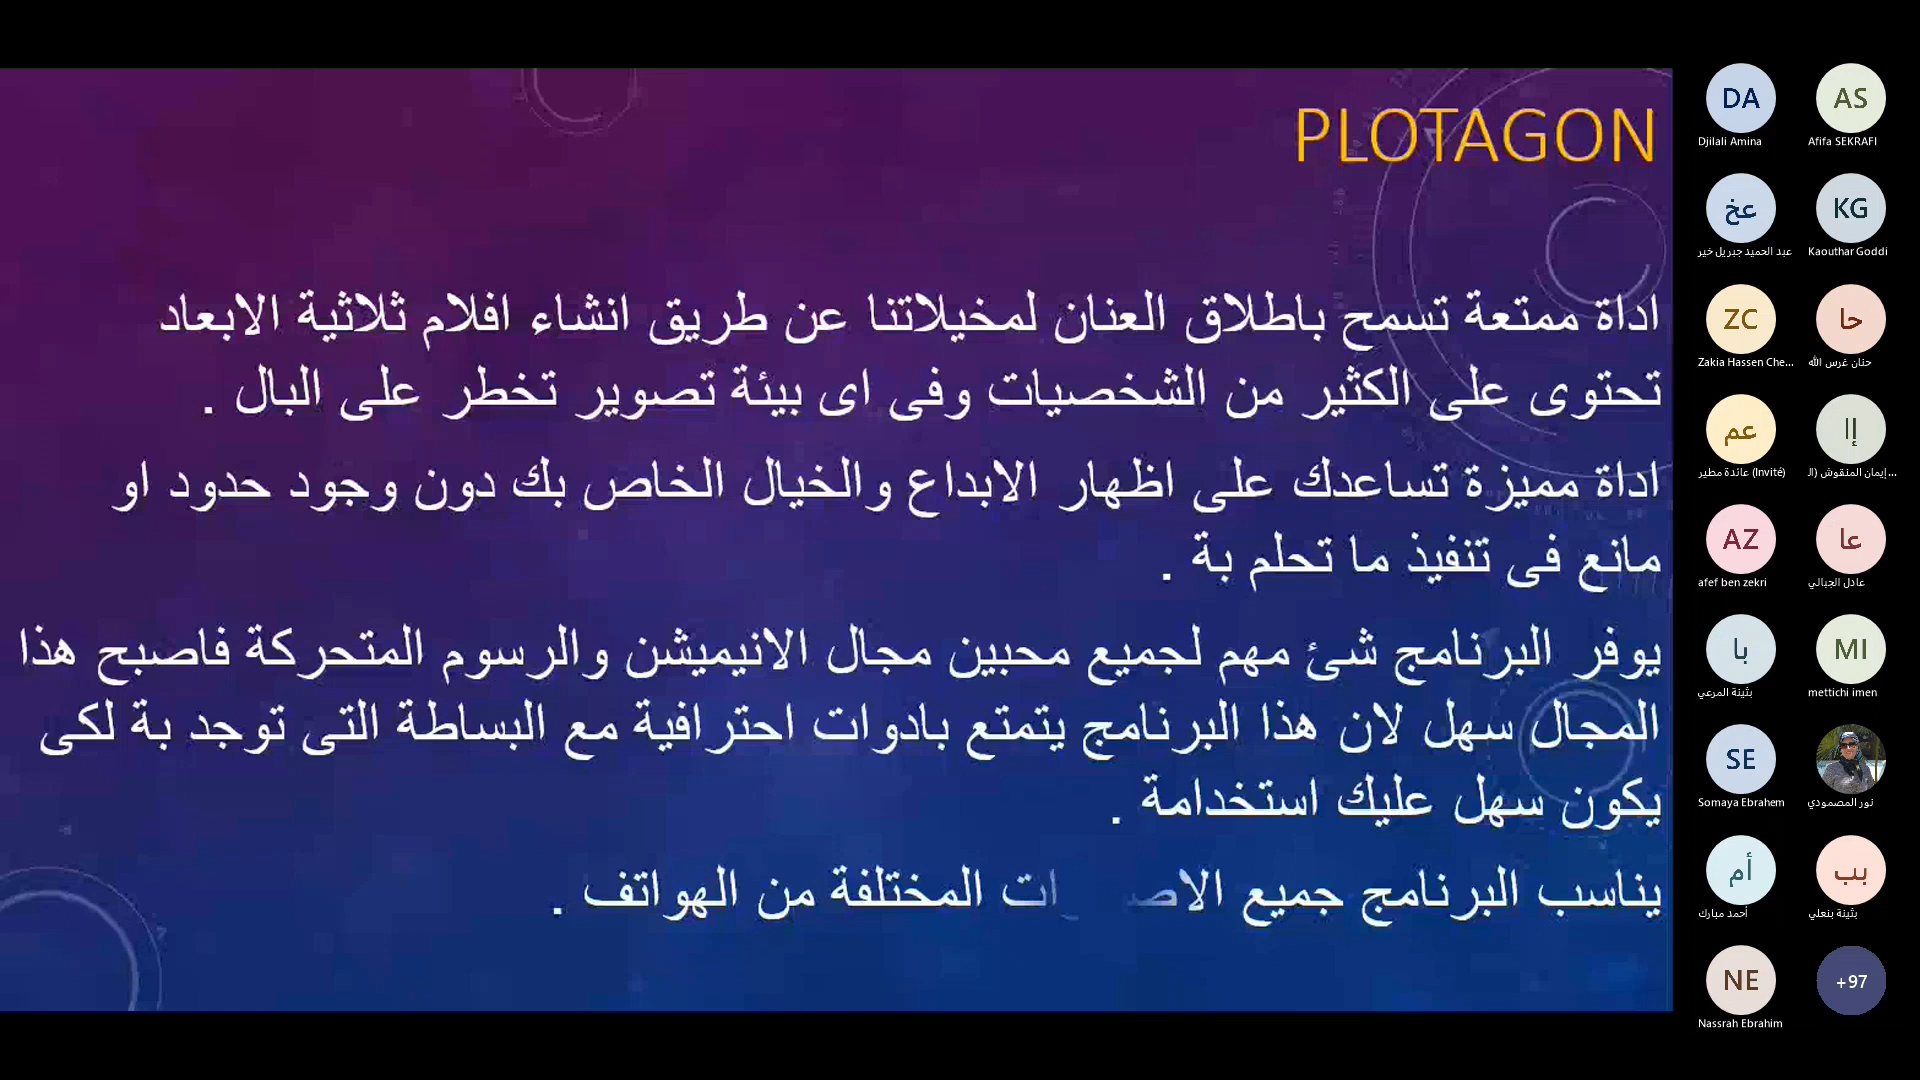 PLOTAGON
اداة ممتعة تسمح باطلاق العنان لمخيلاتنا عن طريق انشاء افلام ثلاثية الابعاد
تحتوى على الكثير من الشخصيات وفى اى بيئة تصوير تخطر على البال .
اداة مميزة تساعدك على اظهار الابداع والخيال الخاص بك دون وجود حدود او
مانع فى تنفيذ ما تحلم بة .
يوفر البرنامج شئ مهم لجميع محبين مجال الانيميشن والرسوم المتحركة فاصبح هذا
المجال سهل لان هذا البرنامج يتمتع بادوات احترافية مع البساطة التى توجد بة لكى
يكون سهل عليك استخدامة .
يناسب البرنامج جميع المختلفة من الهواتف .
DA
AS
Djilali Amina
Afifa SEKRAFI
عخ
KG
عبد الحميد جبريل خير
Kaouthar Goddi
ZC
حا
Zakia Hassen Che...
حنان غرس الله
عم
إا
عائدة مطير (Invité)
إيمان المنقوش (ال...
AZ
عا
afef ben zekri
عادل الجبالي
با
MI
بثينة المرعي
mettichi imen
SE
Somaya Ebrahem
نور المصمودي
أم
بب
أحمد مبارك
بثينة بنعلي
NE
+97
Nassrah Ebrahim